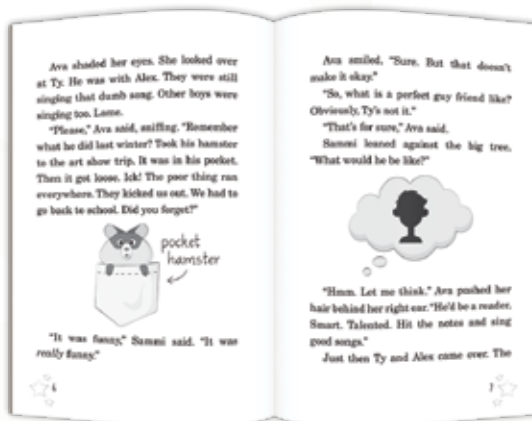 Ava shaded her eyes. She looked over
at Ty. He was with Alex. They were still
singing that dumb song. Other boys were
singing too. Lame.
"Please," Ava said, sniffing. "Remember
what he did last winter? Took his hamster
to the art show trip. It was in his pocket.
Then it got loose. Ick! The poor thing ran
everywhere. They kicked us out. We had to
go back to school. Did you forget?"
pocket
hamster
"It was funny," Sammi said. "It was
really funny."
6
Ava smiled. "Sure. But that doesn't
make it okay."
"So, what is a perfect guy friend like?
Obviously, Ty's not it."
"That's for sure," Ava said.
Sammi leaned against the big tree.
"What would he be like?"
"Hmm. Let me think." Ava pushed her
hair behind her right ear. "He'd be a reader.
Smart. Talented. Hit the notes and sing
good songs."
Just then Ty and Alex came over. The
7